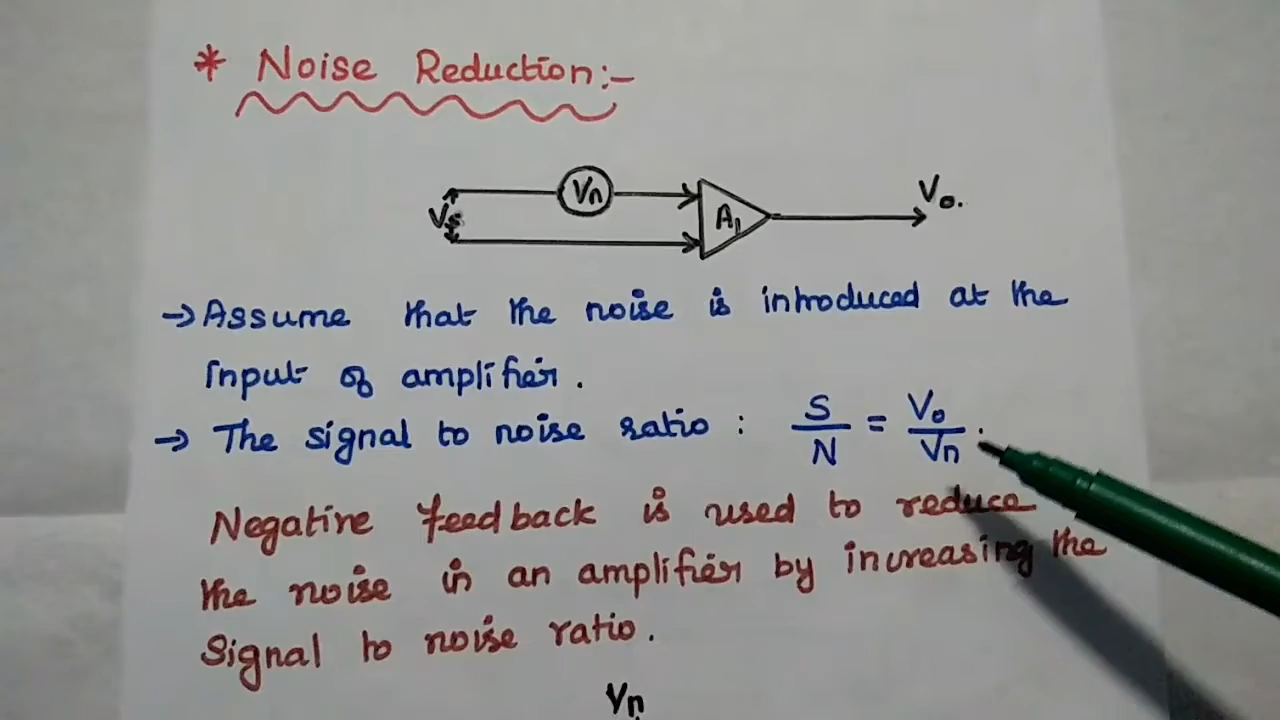 * Noise Reduction:-
Vn
Vs
A1
Vo.
→ Assume that the noise is introduced at the
input of amplifier.
→ The signal to noise ratio : S/N = Vo/Vn.
Negative feedback is used to reduce
the noise in an amplifier by increasing the
Signal to noise ratio.
Vn